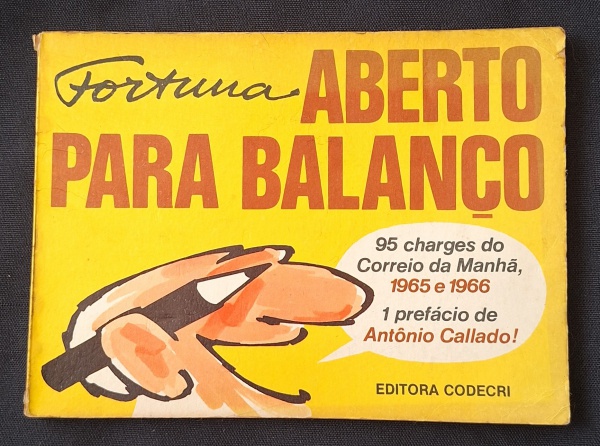 Fortuna ABERTO
PARA BALANÇO
95 charges do
Correio da Manhã,
1965 e 1966
1 prefácio de
Antônio Callado!
EDITORA CODECRI